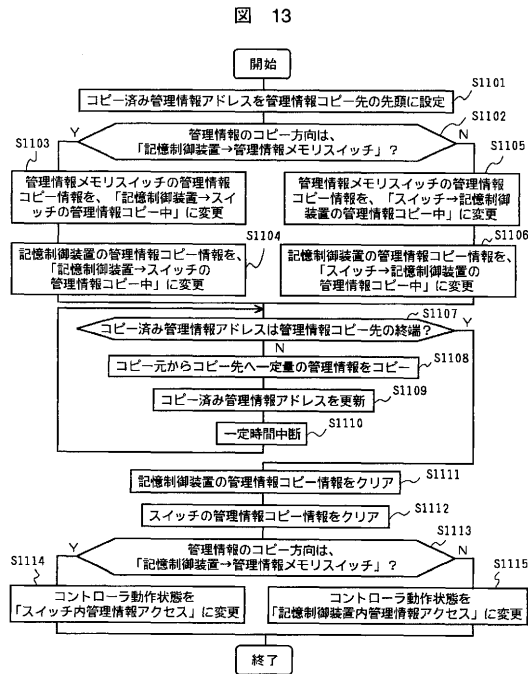 図 13
開始
S1101
コピー済み管理情報アドレスを管理情報コピー先の先頭に設定
S1102
管理情報のコピー方向は、
「記憶制御装置→管理情報メモリスイッチ」?
Y
N
S1103
管理情報メモリスイッチの管理情報
コピー情報を、「記憶制御装置→スイ
ッチの管理情報コピー中」に変更
S1105
管理情報メモリスイッチの管理情報
コピー情報を、「スイッチ→記憶制御
装置の管理情報コピー中」に変更
S1104
記憶制御装置の管理コピー情報を、
「記憶制御装置→スイッチの
管理情報コピー中」に変更
S1106
記憶制御装置の管理情報コピー情報を、
「スイッチ→記憶制御装置の
管理情報コピー中」に変更
S1107
コピー済み管理情報アドレスは管理情報コピー先の終端?
Y
N
S1108
コピー元からコピー先へ一定量の管理情報をコピー
S1109
コピー済み管理情報アドレスを更新
S1110
一定時間中断
S1111
記憶制御装置の管理情報コピー情報をクリア
S1112
スイッチの管理情報コピー情報をクリア
S1113
管理情報のコピー方向は、
「記憶制御装置→管理情報メモリスイッチ」?
Y
N
S1114
コントローラ動作状態を
「スイッチ内管理情報アクセス」に変更
S1115
コントローラ動作状態を
「記憶制御装置内管理情報アクセス」に変更
終了